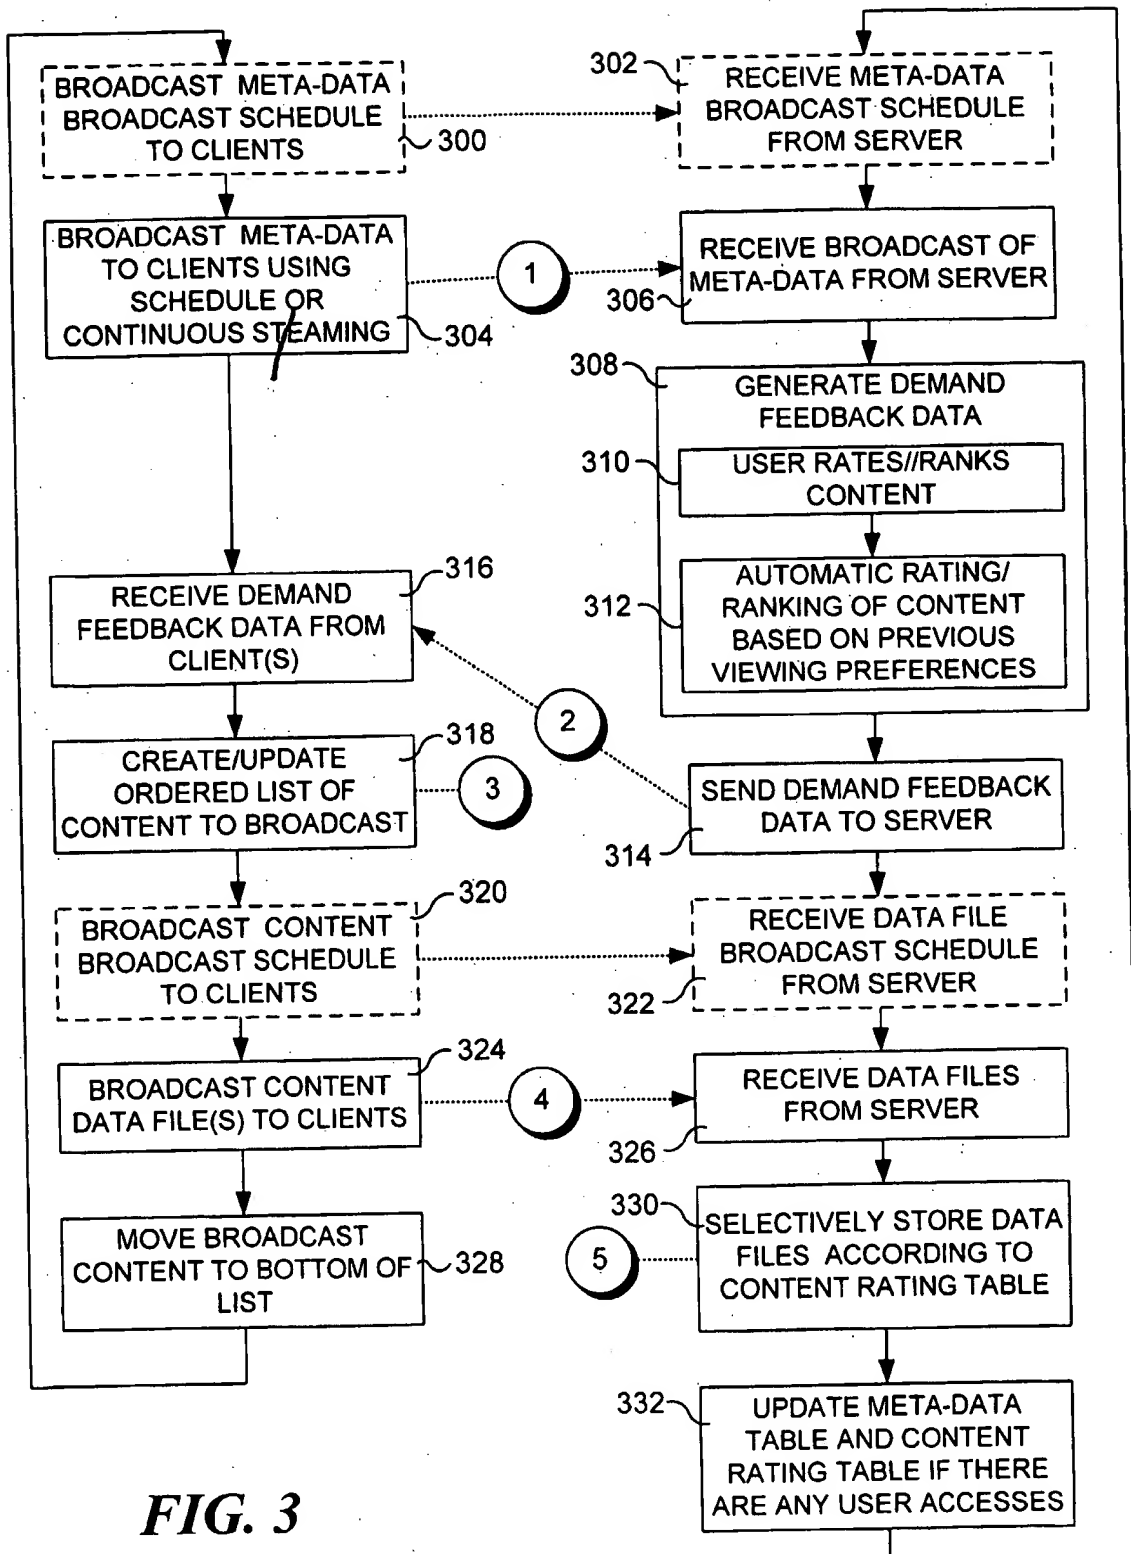 BROADCAST META-DATA
BROADCAST SCHEDULE
TO CLIENTS
300
302
RECEIVE META-DATA
BROADCAST SCHEDULE
FROM SERVER
BROADCAST META-DATA
TO CLIENTS USING
SCHEDULE OR
CONTINUOUS STEAMING
304
1
RECEIVE BROADCAST OF
META-DATA FROM SERVER
306
308
GENERATE DEMAND
FEEDBACK DATA
310
USER RATES//RANKS
CONTENT
312
AUTOMATIC RATING/
RANKING OF CONTENT
BASED ON PREVIOUS
VIEWING PREFERENCES
316
RECEIVE DEMAND
FEEDBACK DATA FROM
CLIENT(S)
2
318
CREATE/UPDATE
ORDERED LIST OF
CONTENT TO BROADCAST
3
SEND DEMAND FEEDBACK
DATA TO SERVER
314
320
BROADCAST CONTENT
BROADCAST SCHEDULE
TO CLIENTS
RECEIVE DATA FILE
BROADCAST SCHEDULE
FROM SERVER
322
324
BROADCAST CONTENT
DATA FILE(S) TO CLIENTS
4
RECEIVE DATA FILES
FROM SERVER
326
MOVE BROADCAST
CONTENT TO BOTTOM OF
LIST
328
330
5
SELECTIVELY STORE DATA
FILES ACCORDING TO
CONTENT RATING TABLE
332
UPDATE META-DATA
TABLE AND CONTENT
RATING TABLE IF THERE
ARE ANY USER ACCESSES
FIG. 3